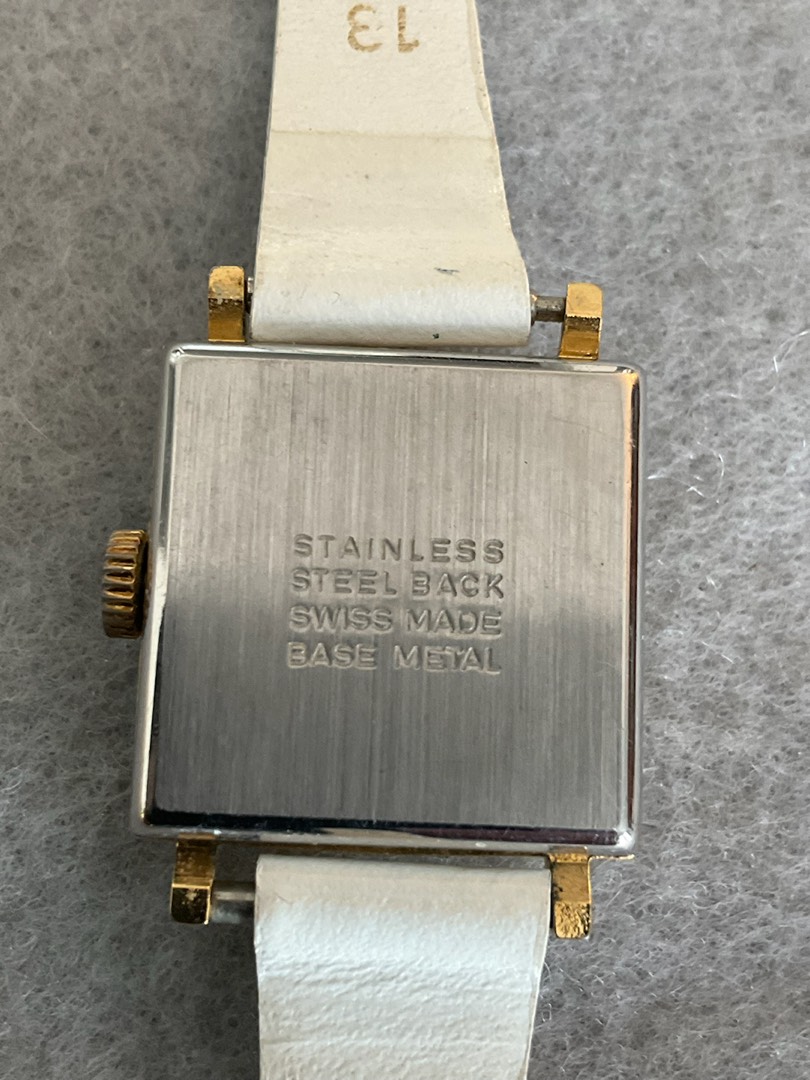 13
STAINLESS
STEEL BACK
SWISS MADE
BASE METAL